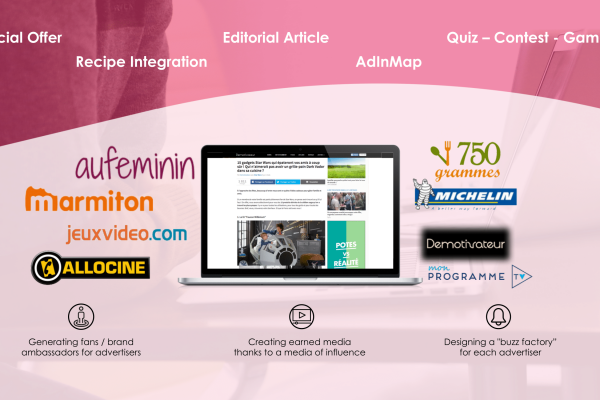 cial Offer
Editorial Article
Quiz – Contest - Gam
Recipe Integration
AdInMap
aufeminin
marmiton
jeuxvideo.com
ALLOCINE
750
grammes
MICHELIN
Demotivateur
mon
PROGRAMME TV
POTES
VS
RÉALITÉ
Generating fans / brand
ambassadors for advertisers
Creating earned media
thanks to a media of influence
Designing a "buzz factory"
for each advertiser